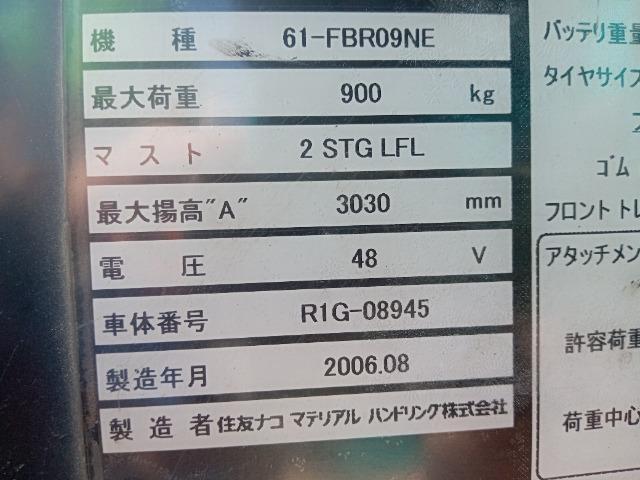 機 種 61-FBR09NE
最大荷重 900 kg
マスト 2 STG LFL
最大揚高"A" 3030 mm
電 圧 48 V
車体番号 R1G-08945
製造年月 2006.08
製造者 住友ナコ マテリアル ハンドリング株式会社
バッテリ重量
タイヤサイズ
ゴム
フロント トレ
アタッチメン
許容荷重
荷重中心